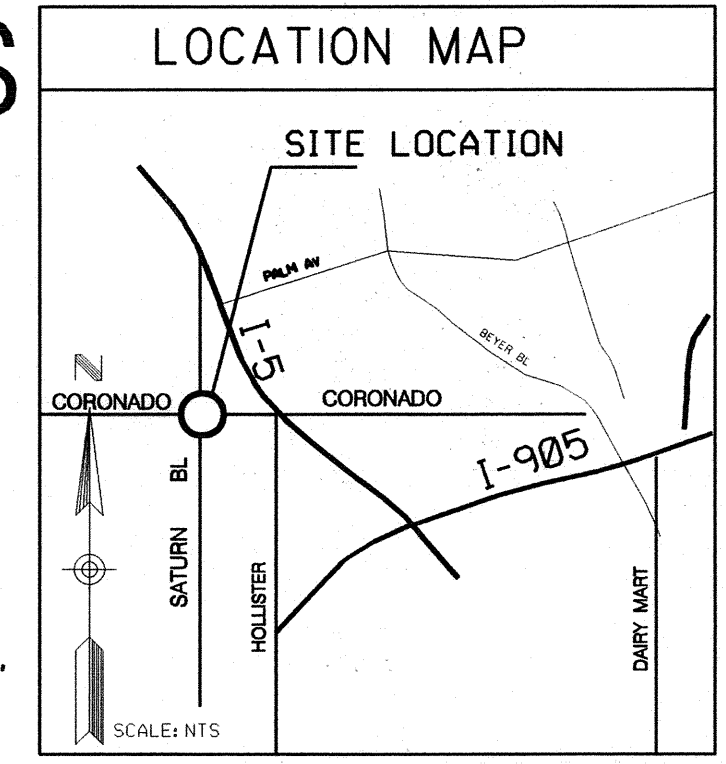 S
LOCATION MAP
SITE LOCATION
PALM AV
I-5
BEYER BL
N
CORONADO
CORONADO
I-905
SATURN BL
HOLLISTER
DAIRY MART
SCALE: NTS